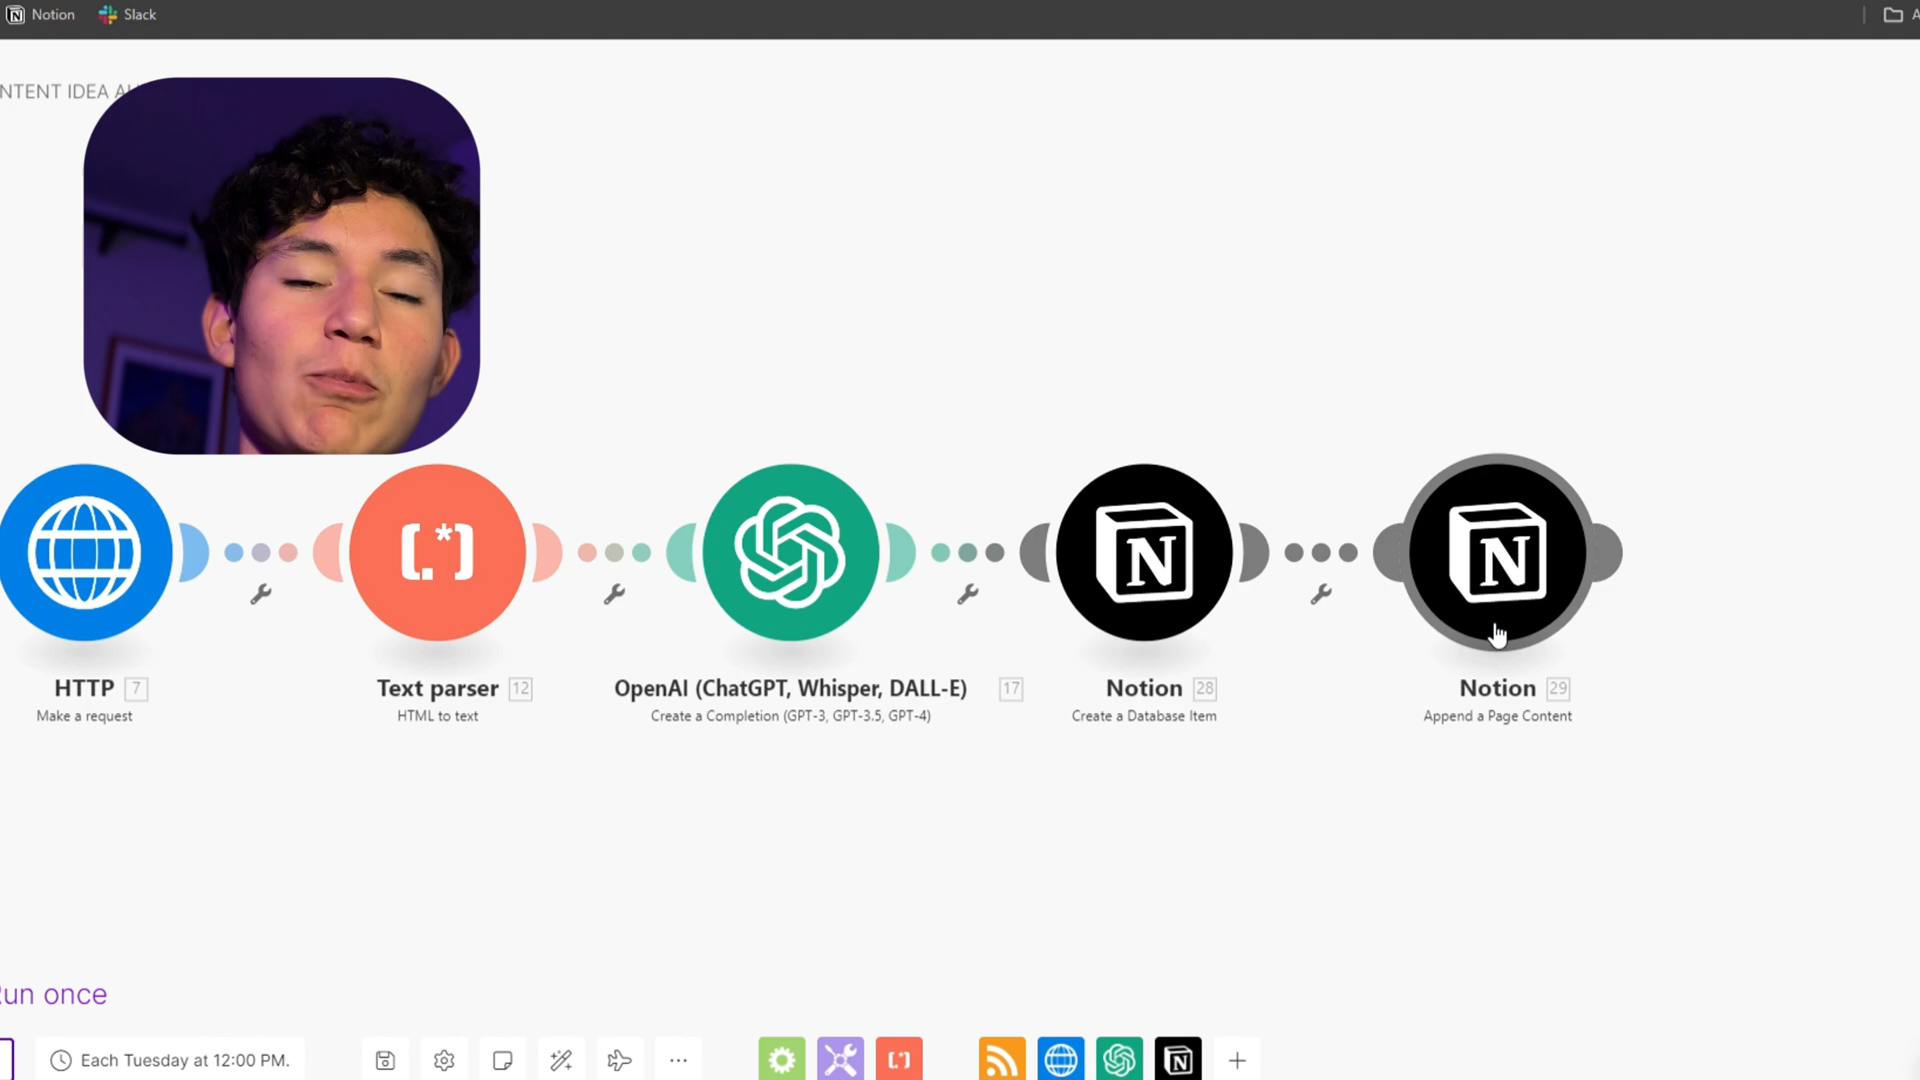 Notion Slack
HTTP 7
Make a request
Text parser 12
HTML to text
OpenAI (ChatGPT, Whisper, DALL-E) 17
Create a Completion (GPT-3, GPT-3.5, GPT-4)
Notion 28
Create a Database Item
Notion 29
Append a Page Content
NTENT IDEA
un once
Each Tuesday at 12:00 PM.